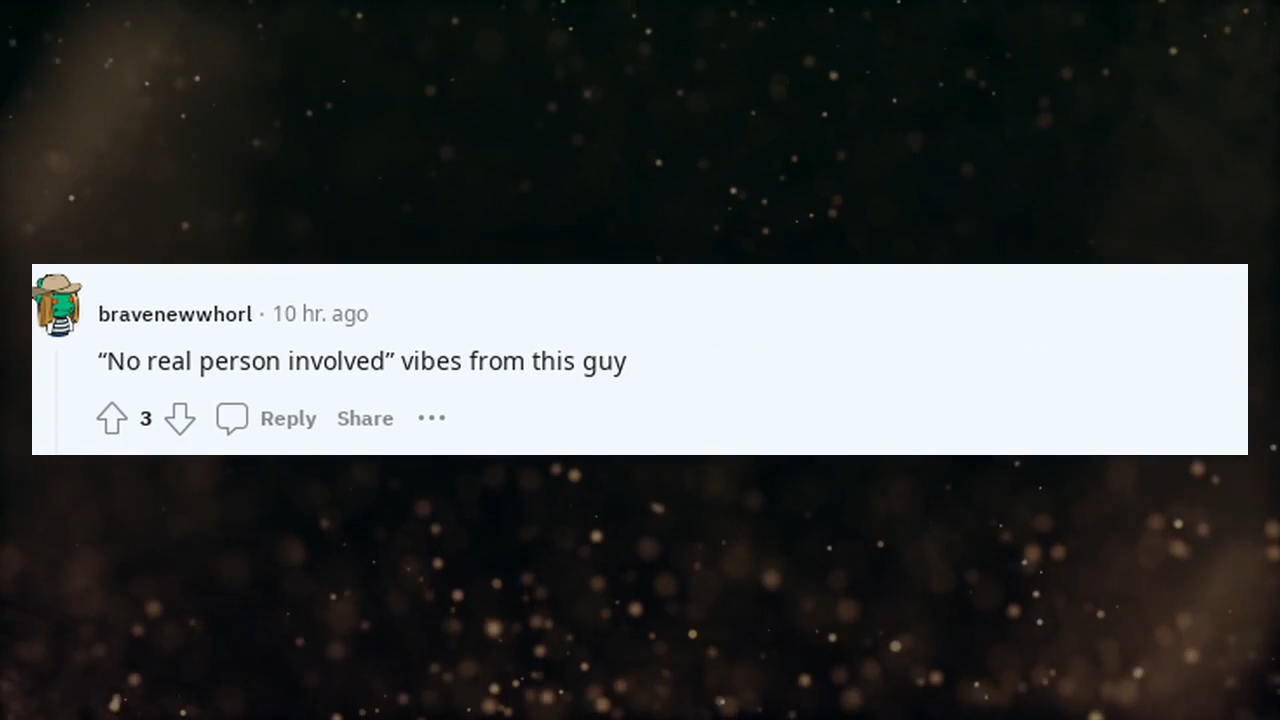 bravenewwhorl · 10 hr. ago
“No real person involved” vibes from this guy
3 Reply Share •••